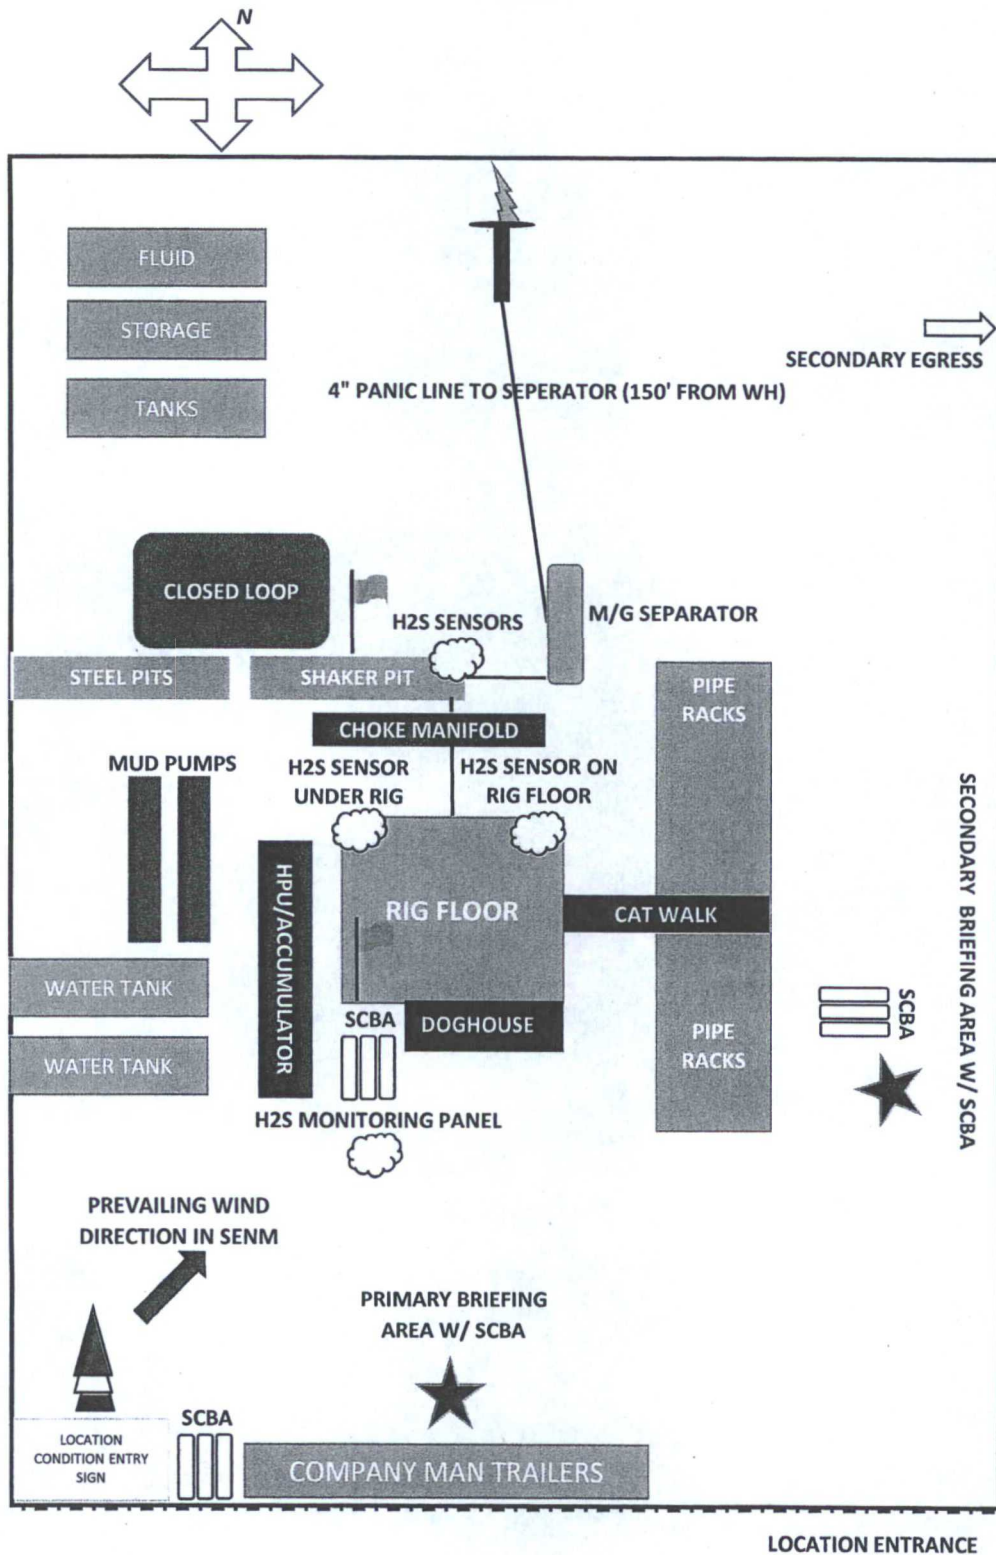 N
FLUID
STORAGE
TANKS
SECONDARY EGRESS
4" PANIC LINE TO SEPERATOR (150' FROM WH)
CLOSED LOOP
H2S SENSORS
M/G SEPARATOR
STEEL PITS
SHAKER PIT
PIPE
RACKS
CHOKE MANIFOLD
MUD PUMPS
H2S SENSOR
UNDER RIG
H2S SENSOR ON
RIG FLOOR
HPU/ACCUMULATOR
RIG FLOOR
CAT WALK
SECONDARY BRIEFING AREA W/ SCBA
WATER TANK
SCBA
DOGHOUSE
SCBA
WATER TANK
PIPE
RACKS
H2S MONITORING PANEL
PREVAILING WIND
DIRECTION IN SENM
PRIMARY BRIEFING
AREA W/ SCBA
SCBA
LOCATION
CONDITION ENTRY
SIGN
COMPANY MAN TRAILERS
LOCATION ENTRANCE